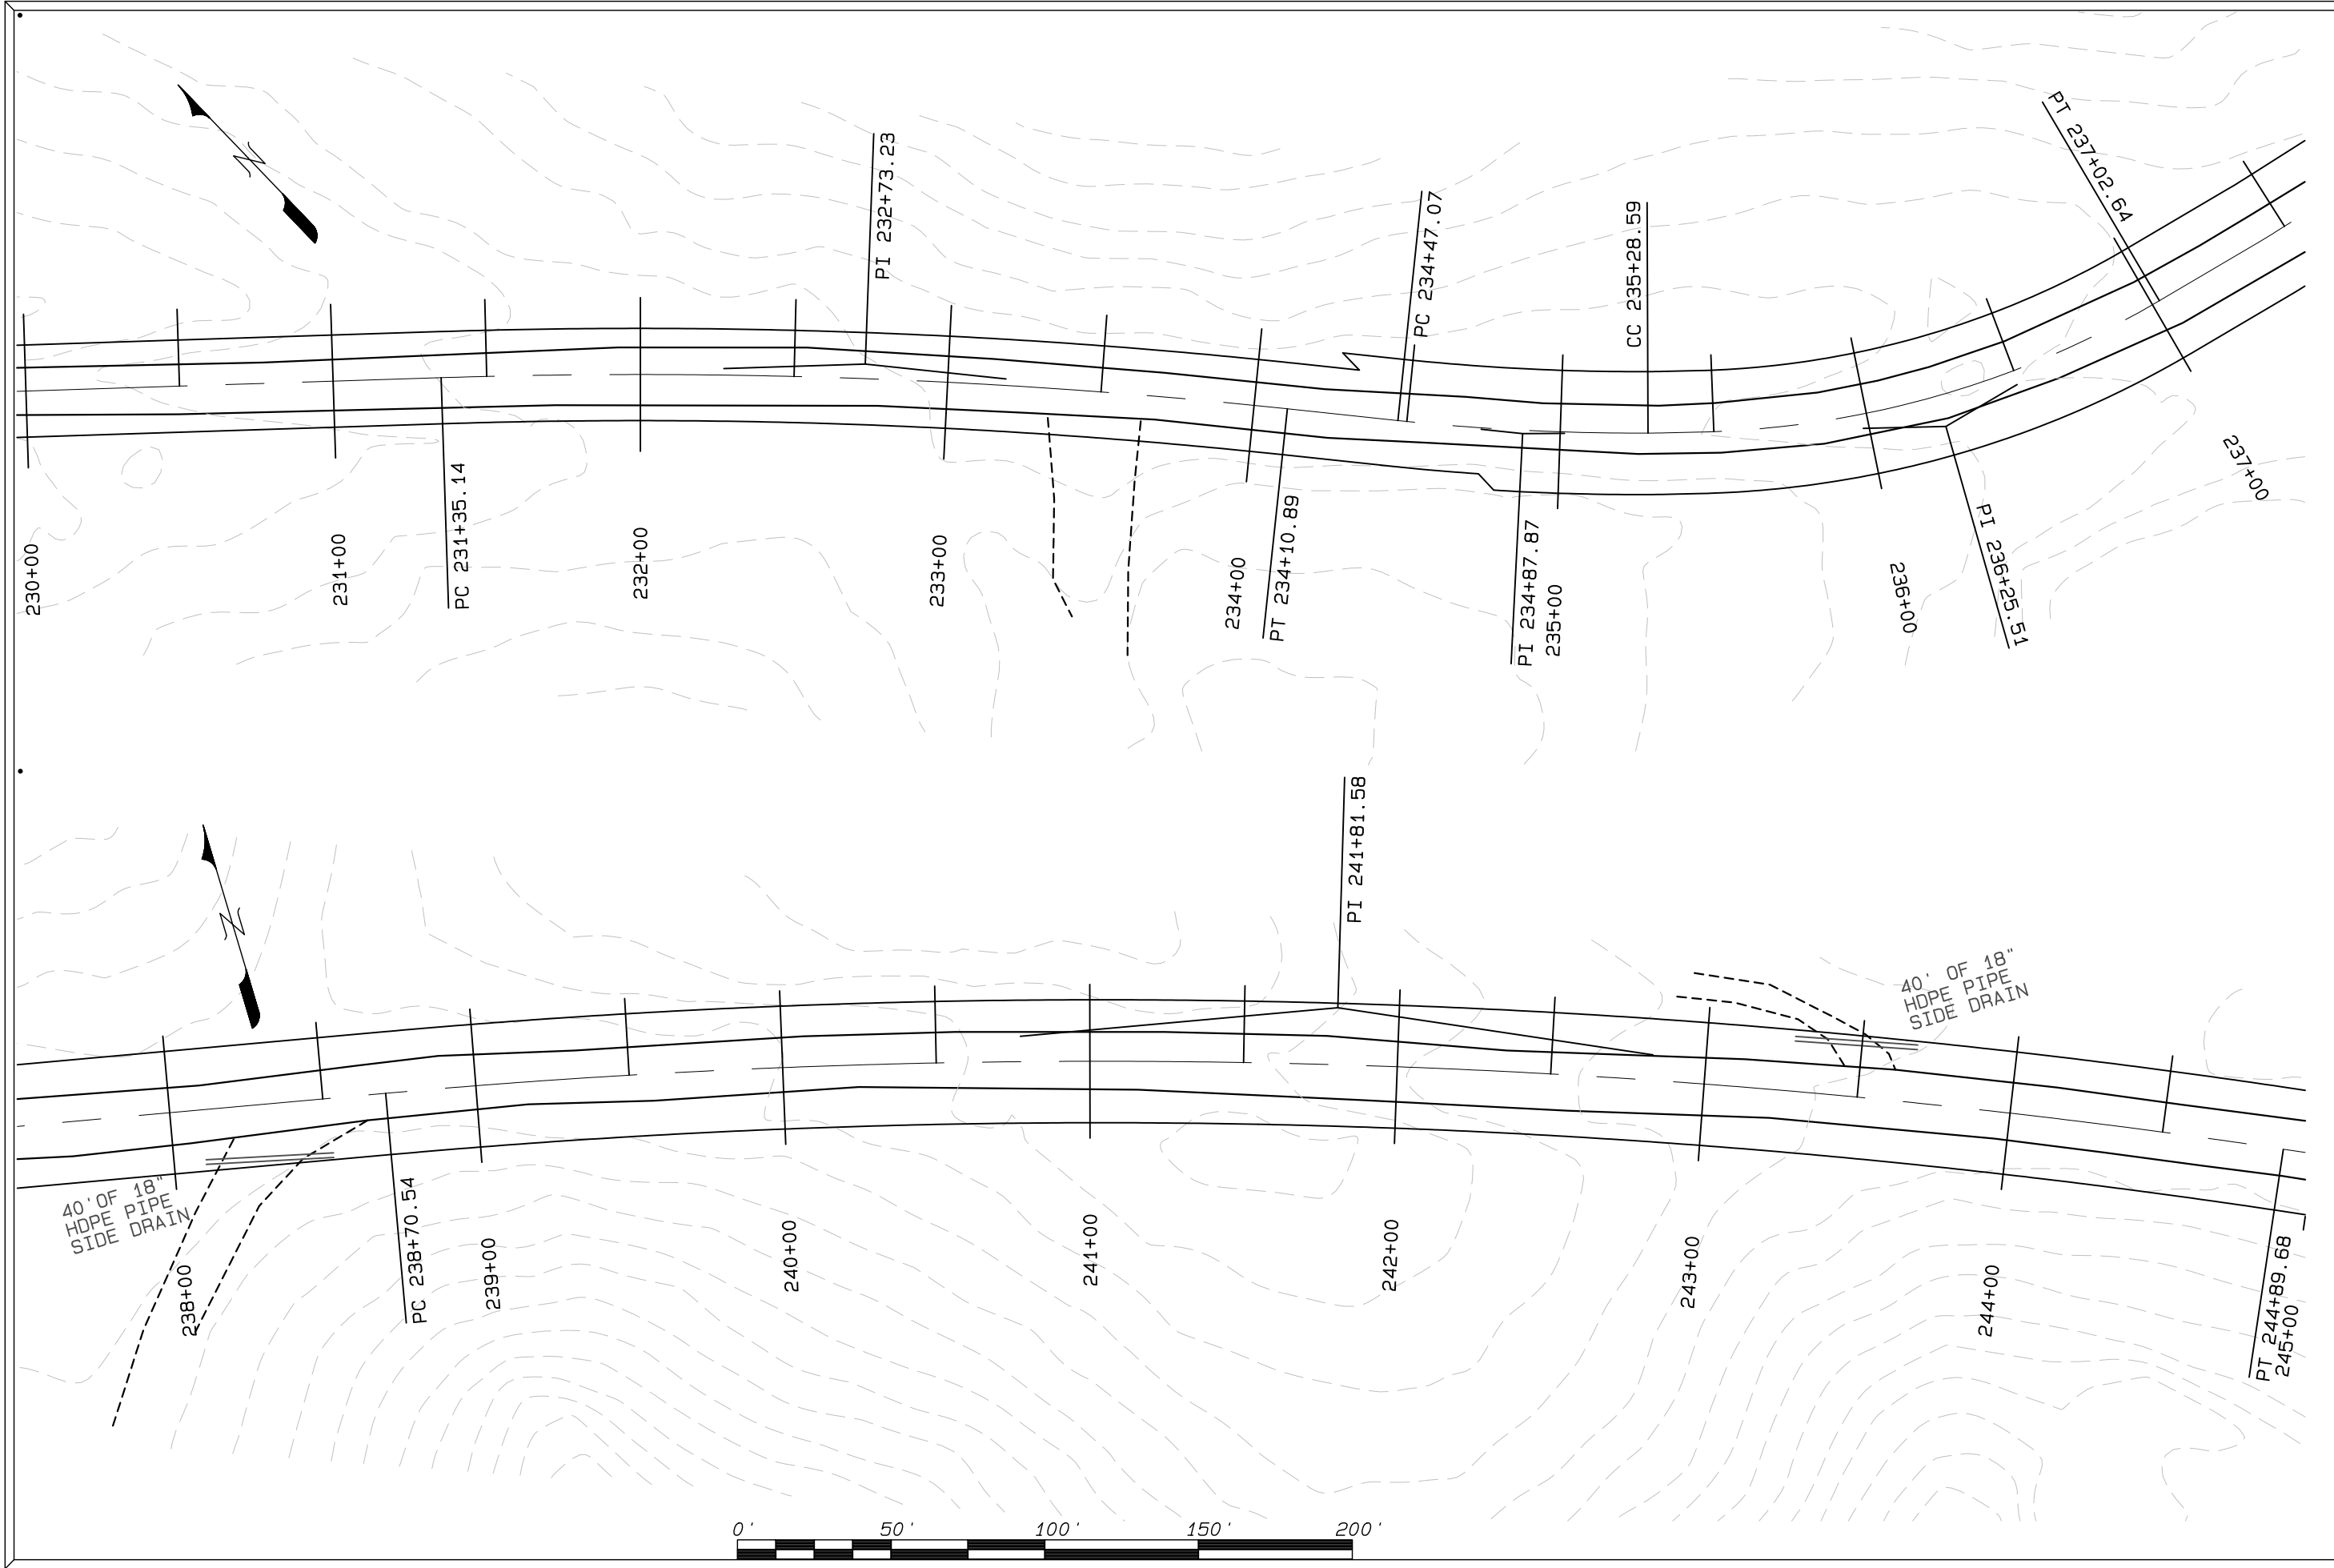 PT 237+02.64
PI 232+73.23
PC 234+47.07
CC 235+28.59
230+00
231+00
PC 231+35.14
232+00
233+00
234+00
PT 234+10.89
PI 234+87.87
235+00
236+00
PI 236+25.51
237+00
PI 241+81.58
40' OF 18"
HDPE PIPE
SIDE DRAIN
40'OF 18"
HDPE PIPE
SIDE DRAIN
238+00
PC 238+70.54
239+00
240+00
241+00
242+00
243+00
244+00
PT 244+89.68
245+00
0' 50' 100' 150' 200'